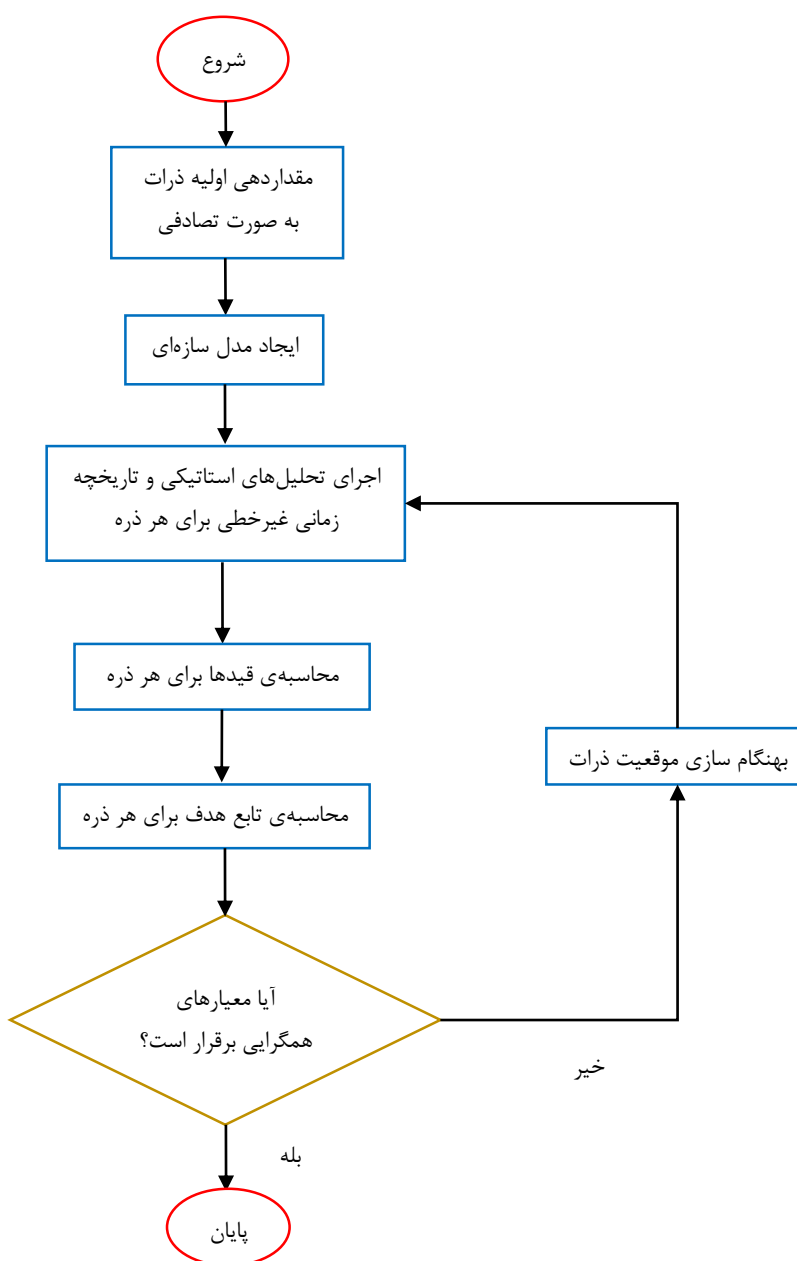 شروع
مقداردهی اولیه ذرات
به صورت تصادفی
ایجاد مدل سازه‌ای
اجرای تحلیل‌های استاتیکی و تاریخچه
زمانی غیرخطی برای هر ذره
محاسبه‌ی قیدها برای هر ذره
بهنگام سازی موقعیت ذرات
محاسبه‌ی تابع هدف برای هر ذره
آیا معیارهای
همگرایی برقرار است؟
خیر
بله
پایان